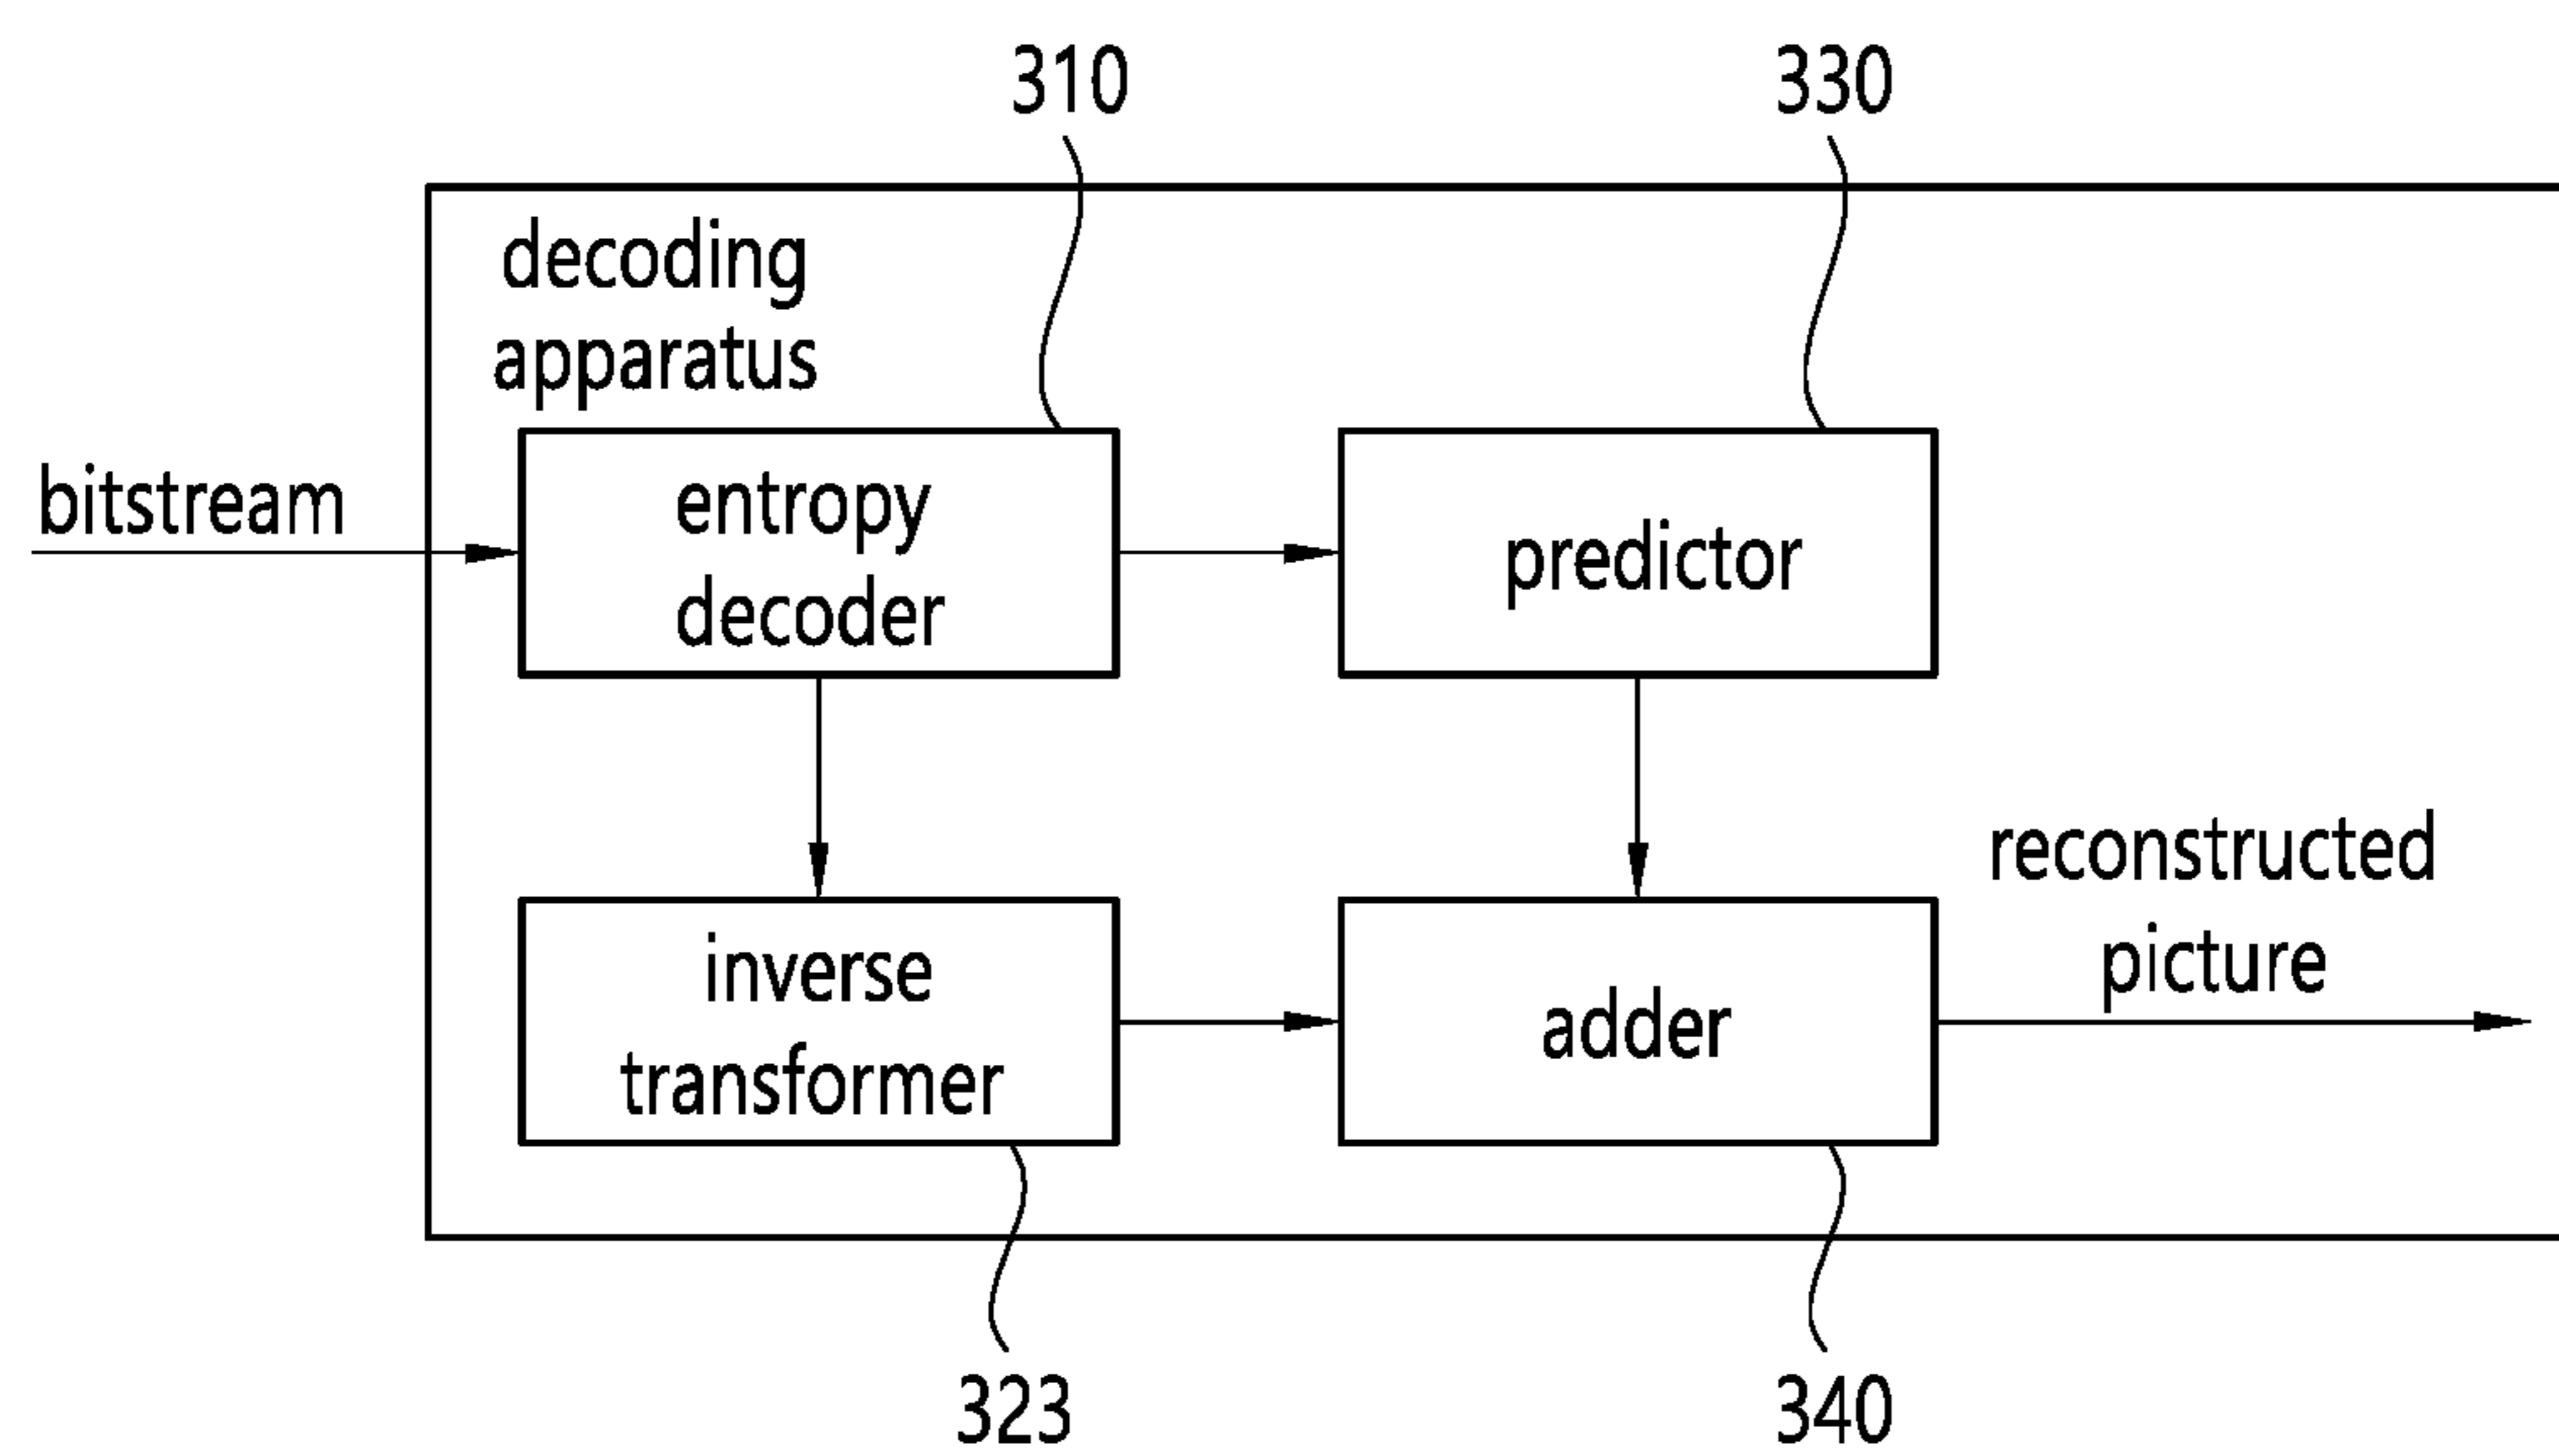 310
330
decoding
apparatus
bitstream
entropy
decoder
predictor
reconstructed
picture
inverse
transformer
adder
323
340